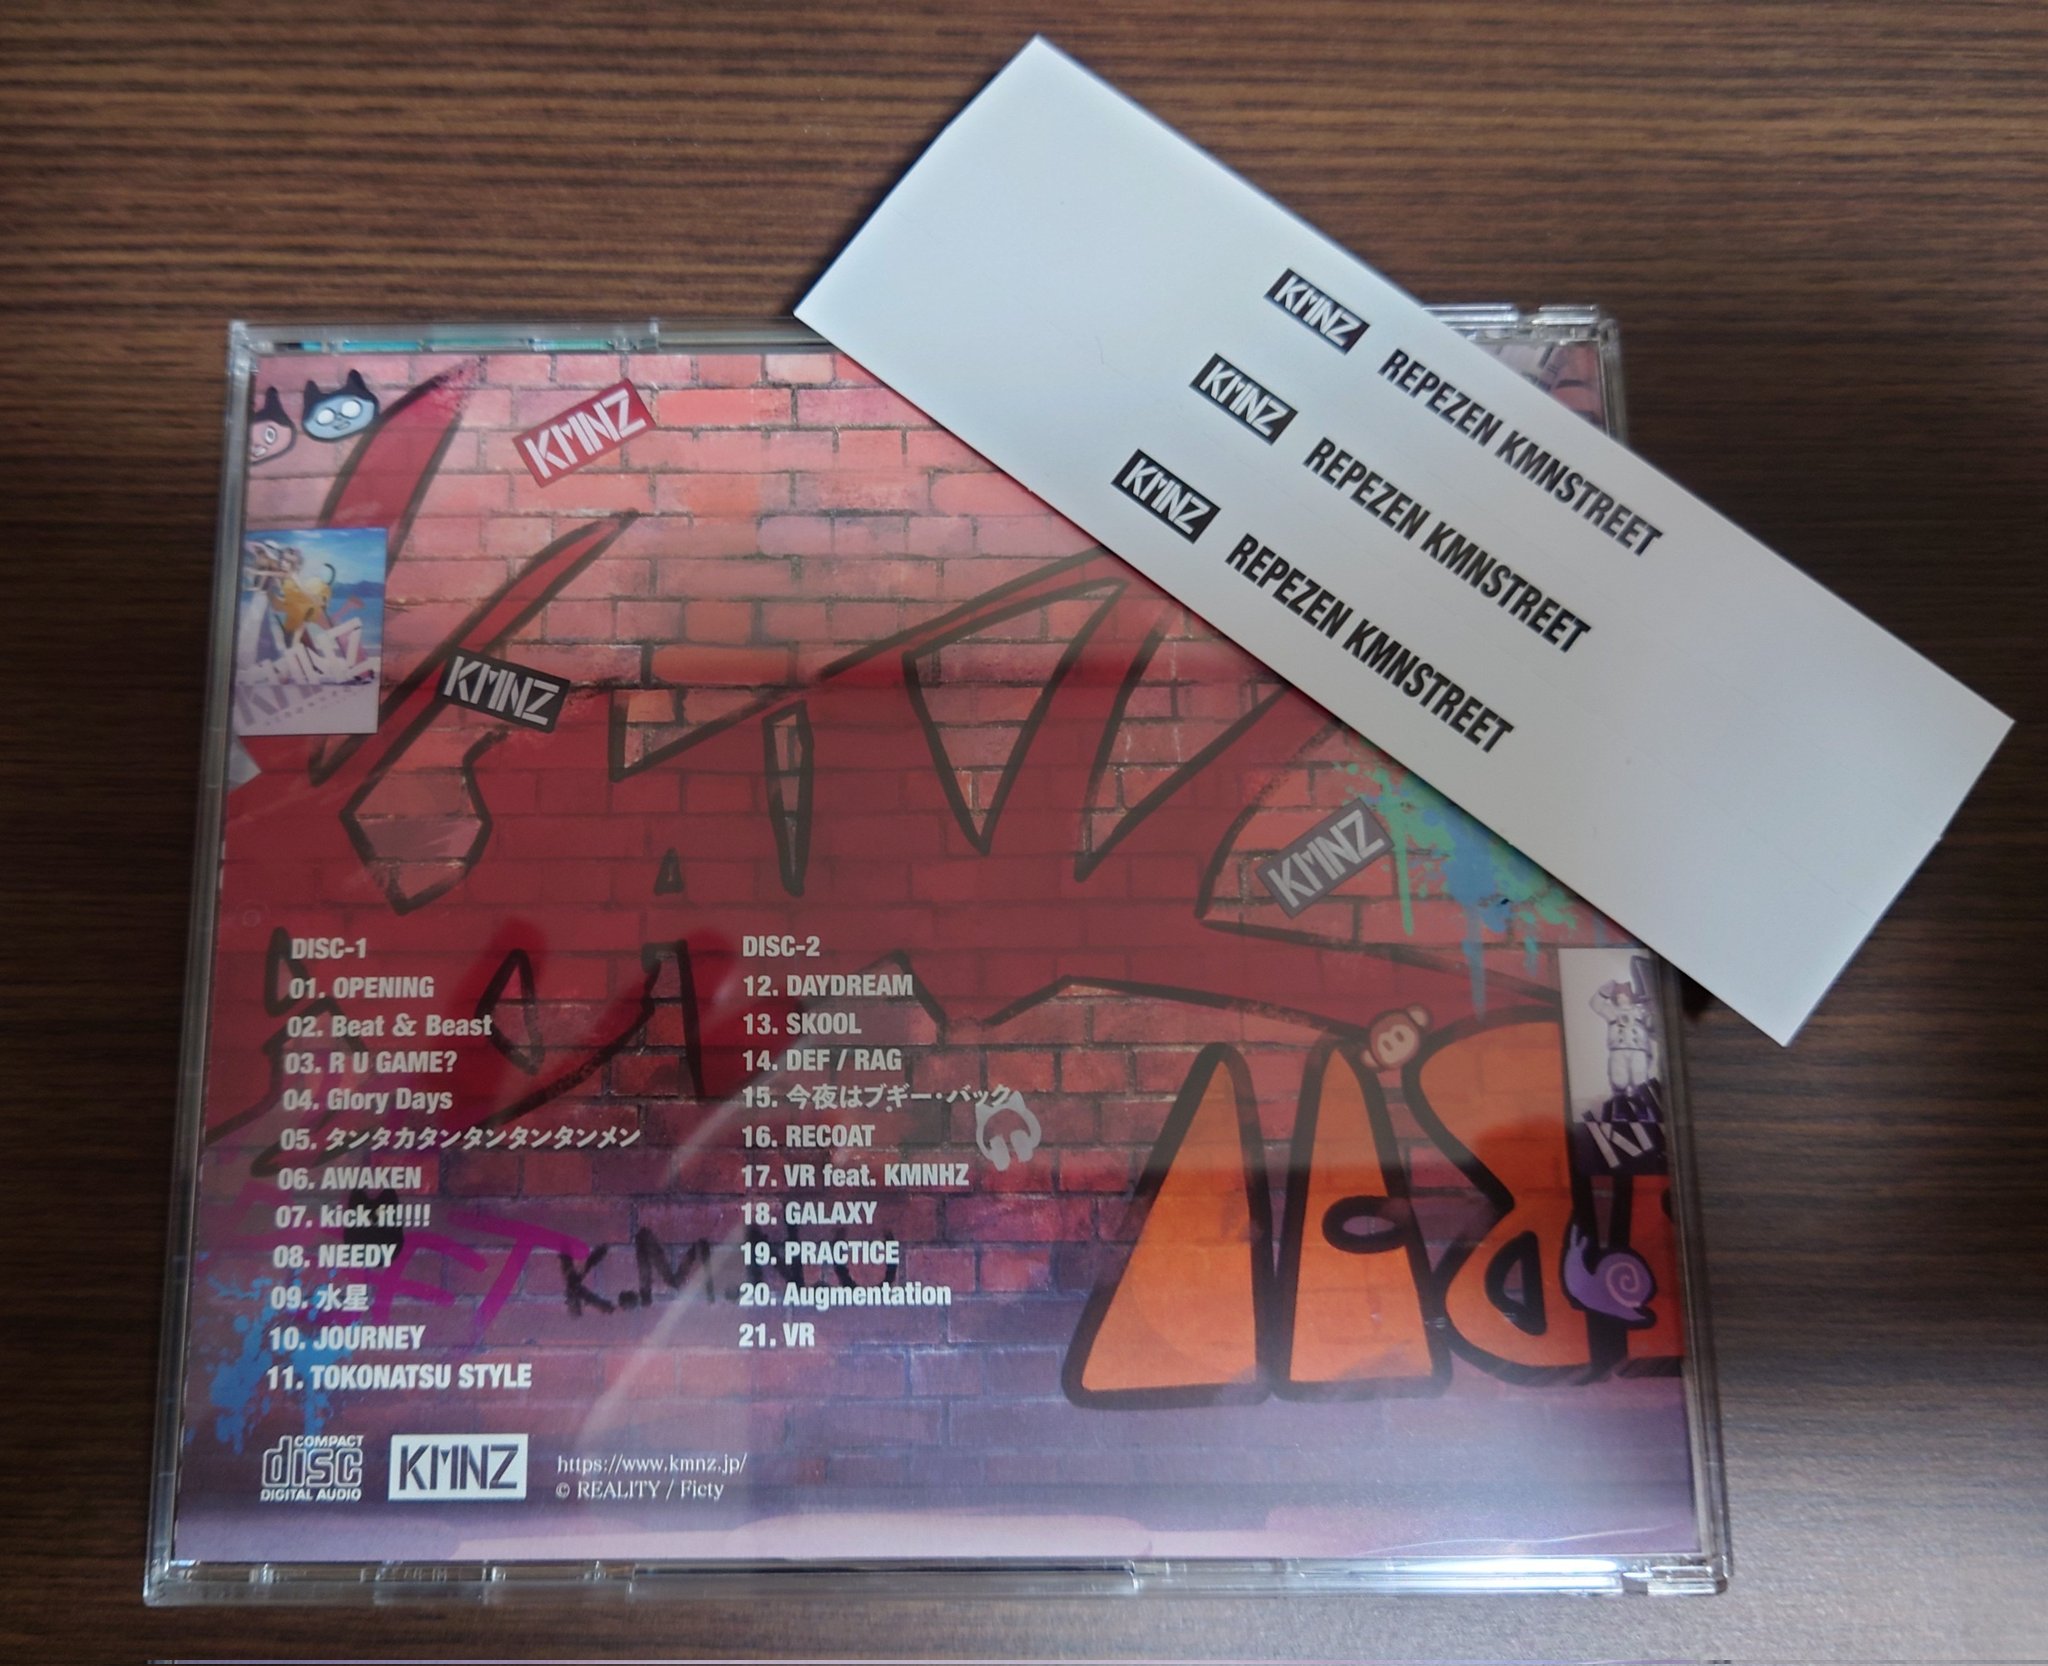 KMNZ REPEZEN KMNSTREET
KMNZ REPEZEN KMNSTREET
KMNZ REPEZEN KMNSTREET
KMNZ
KMNZ
KMNZ
DISC-1
01. OPENING
02. Beat & Beast
03. R U GAME?
04. Glory Days
05. タンタカタンタンタンタンメン
06. AWAKEN
07. kick it!!!!
08. NEEDY
09. 水星
10. JOURNEY
11. TOKONATSU STYLE
DISC-2
12. DAYDREAM
13. SKOOL
14. DEF / RAG
15. 今夜はブギー・バック
16. RECOAT
17. VR feat. KMNHZ
18. GALAXY
19. PRACTICE
20. Augmentation
21. VR
COMPACT
disc
DIGITAL AUDIO
KMNZ
https://www.kmnz.jp/
© REALITY / Ficty